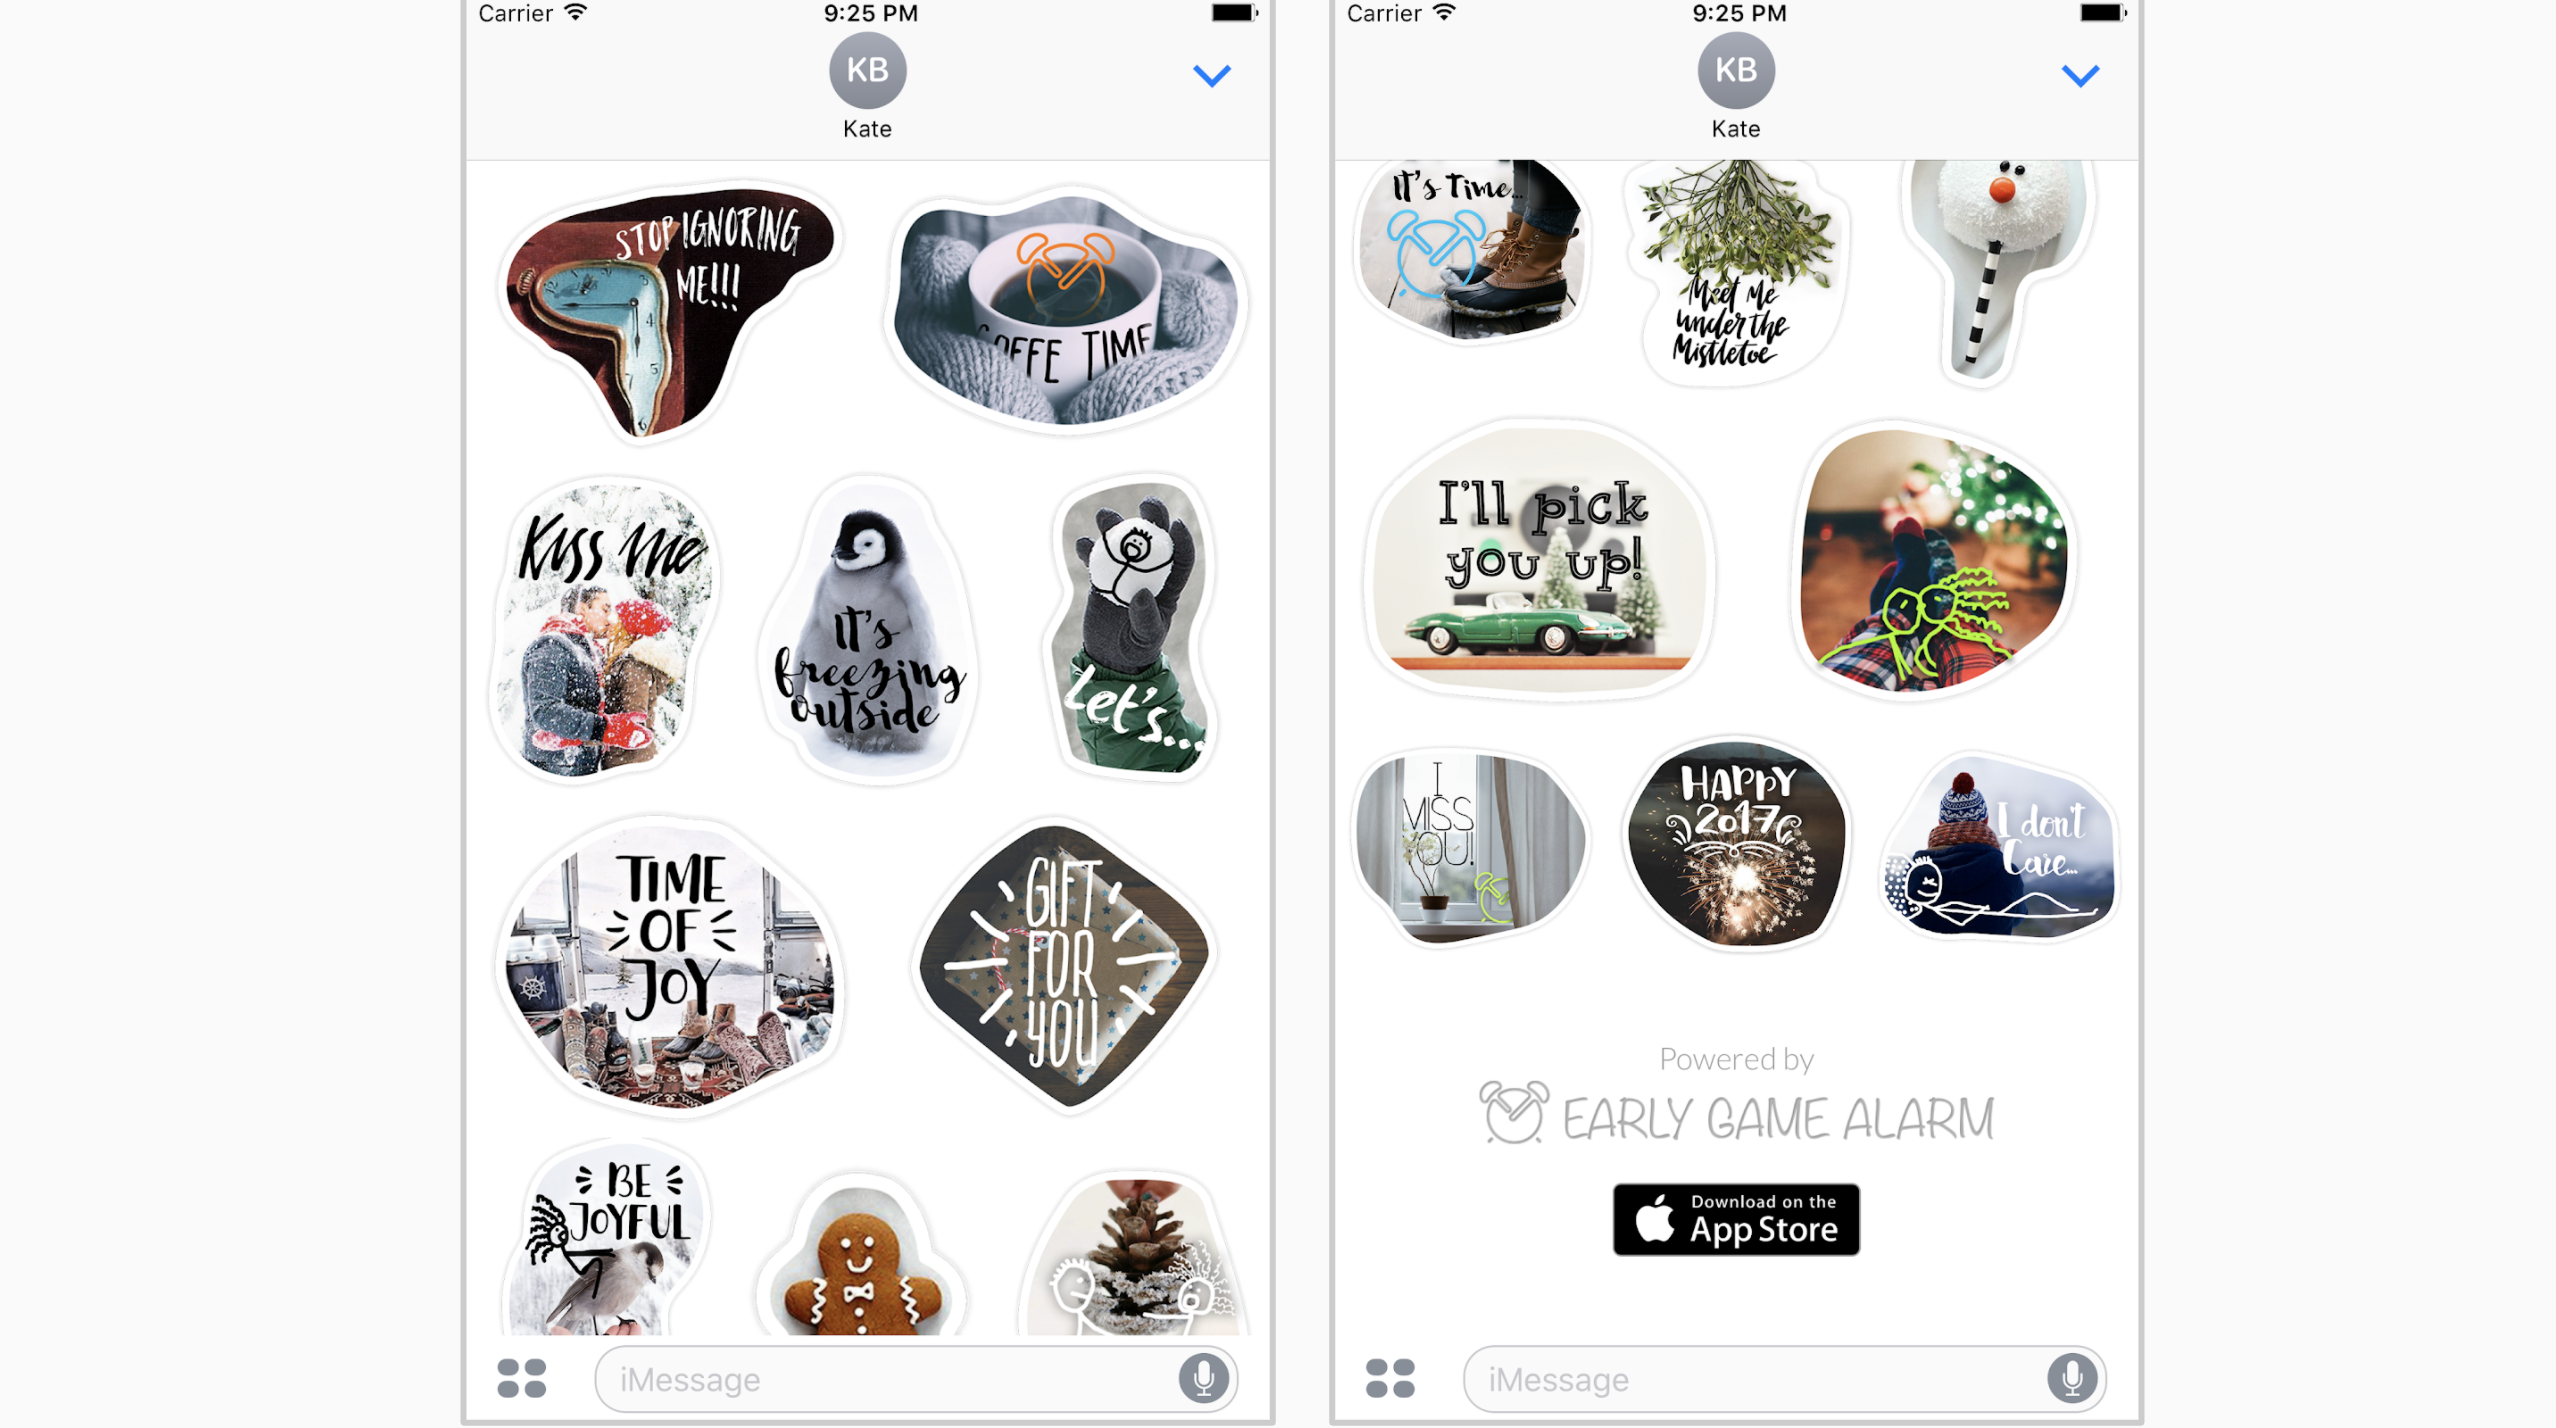 Carrier 9:25 PM
KB
Kate
STOP IGNORING
ME!!!
COFFE TIME
Kiss Me
It's
freezing
outside
Let's...
TIME
OF
JOY
GIFT
FOR
YOU
BE
JOYFUL
iMessage
Carrier 9:25 PM
KB
Kate
It's Time...
Meet Me
under the
Mistletoe
I'll pick
you up!
I
MISS
YOU!
HAPPY
2017
I don't
Care...
Powered by
EARLY GAME ALARM
Download on the
App Store
iMessage